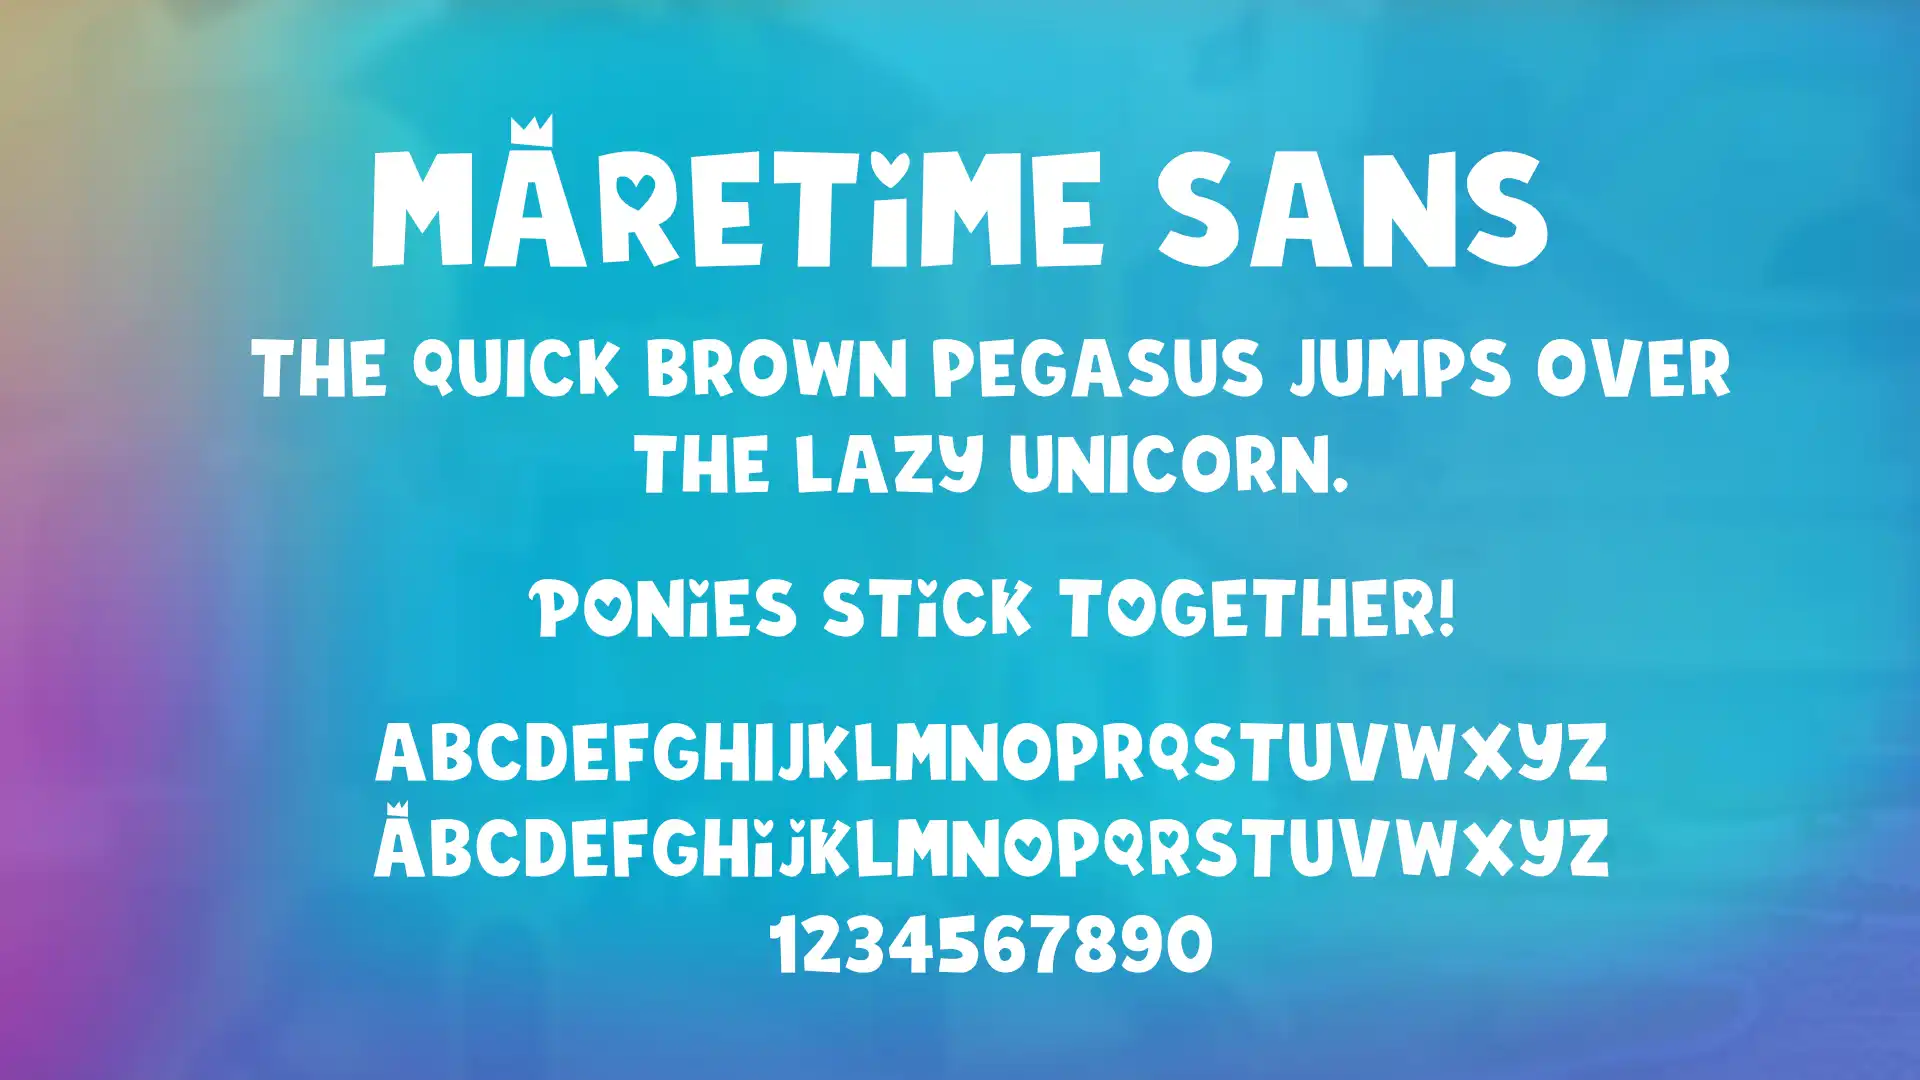 MARETiME SANS
THE QUICK BROWN PEGASUS JUMPS OVER
THE LAZY UNICORN.
PONiES STiCK TOGETHER!
ABCDEFGHIJKLMNOPRQSTUVWXYZ
ABCDEFGHijKLMNOPQRSTUVWXYZ
1234567890